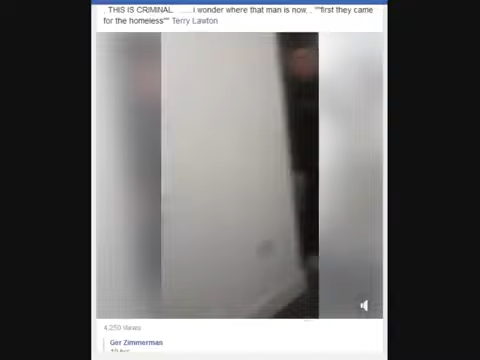 . THIS IS CRIMINAL. ......i wonder where that man is now. . ""first they came
for the homeless"" Terry Lawton
4,250 Views
Ger Zimmerman